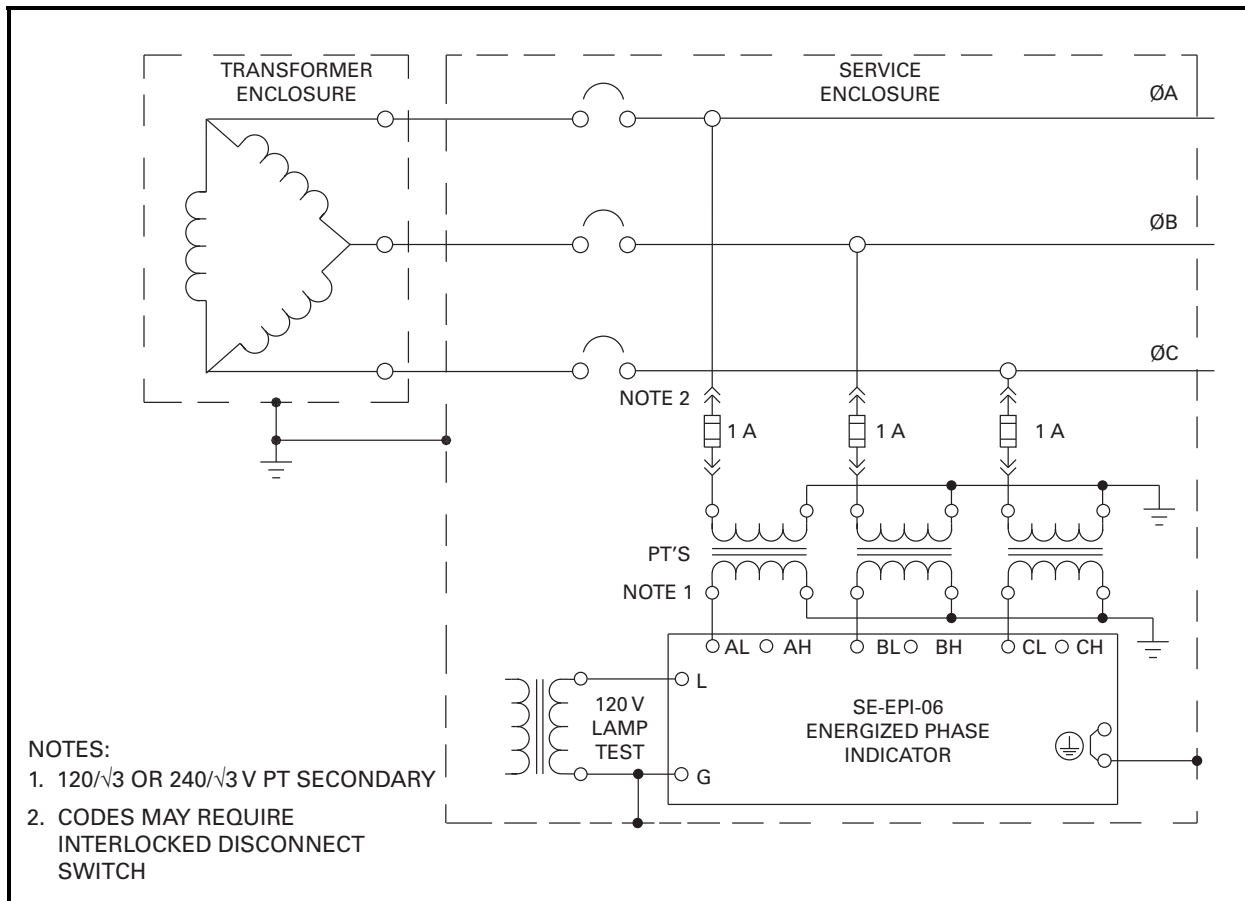 TRANSFORMER
ENCLOSURE
SERVICE
ENCLOSURE
ØA
ØB
ØC
NOTE 2
1 A
1 A
1 A
PT'S
NOTE 1
AL AH BL BH CL CH
L
120 V
LAMP
TEST
G
SE-EPI-06
ENERGIZED PHASE
INDICATOR
NOTES:
1. 120/√3 OR 240/√3 V PT SECONDARY
2. CODES MAY REQUIRE
INTERLOCKED DISCONNECT
SWITCH